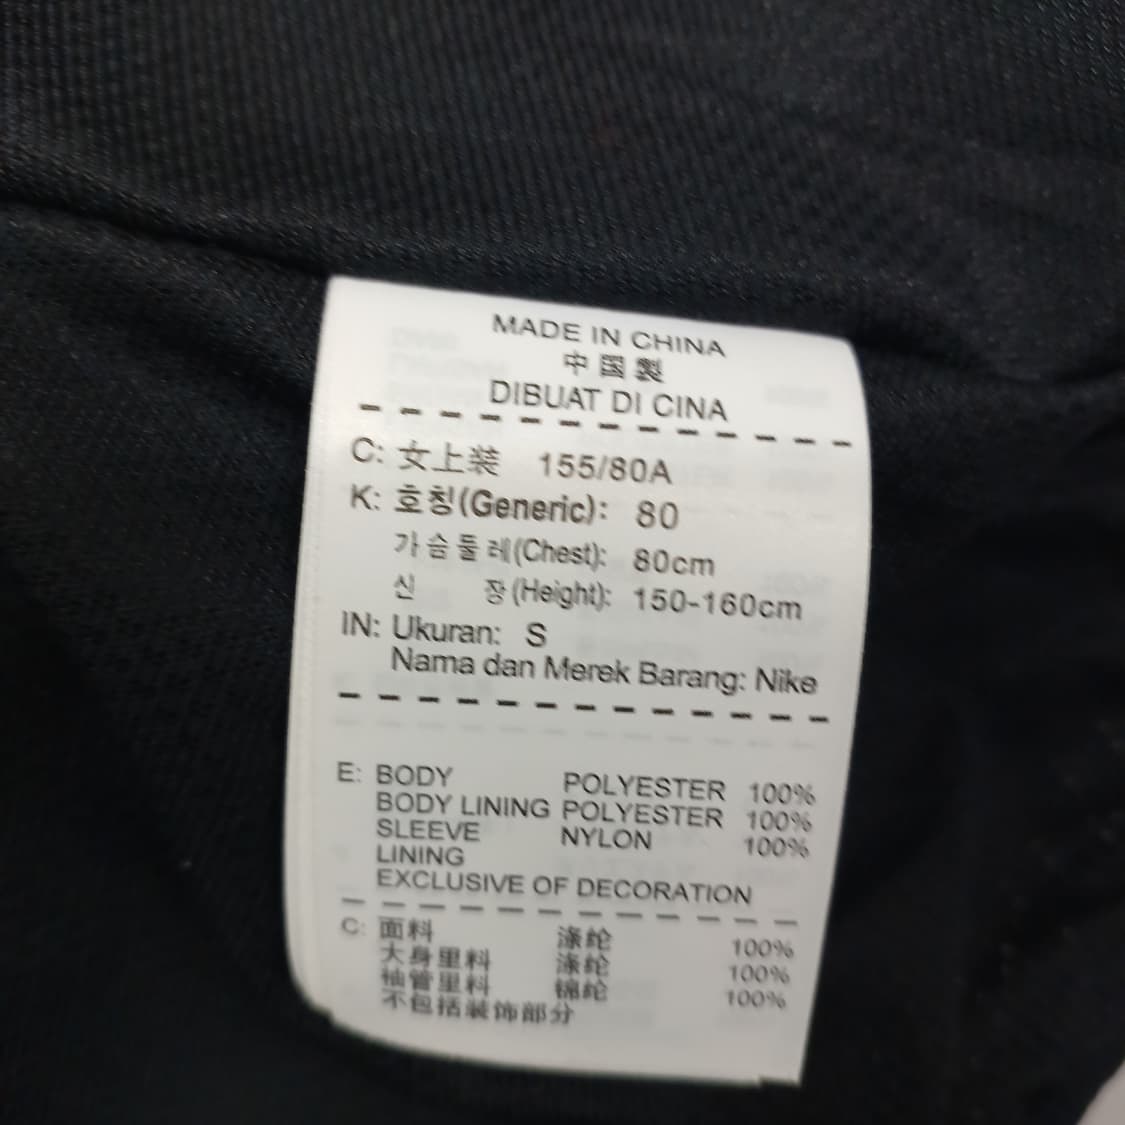 MADE IN CHINA
中国製
DIBUAT DI CINA
C: 女上装 155/80A
K: 호칭(Generic): 80
가슴둘레(Chest): 80cm
신 장(Height): 150-160cm
IN: Ukuran: S
Nama dan Merek Barang: Nike
E: BODY POLYESTER 100%
BODY LINING POLYESTER 100%
SLEEVE NYLON 100%
LINING
EXCLUSIVE OF DECORATION
C: 面料 涤纶 100%
大身里料 涤纶 100%
袖管里料 锦纶 100%
不包括装饰部分